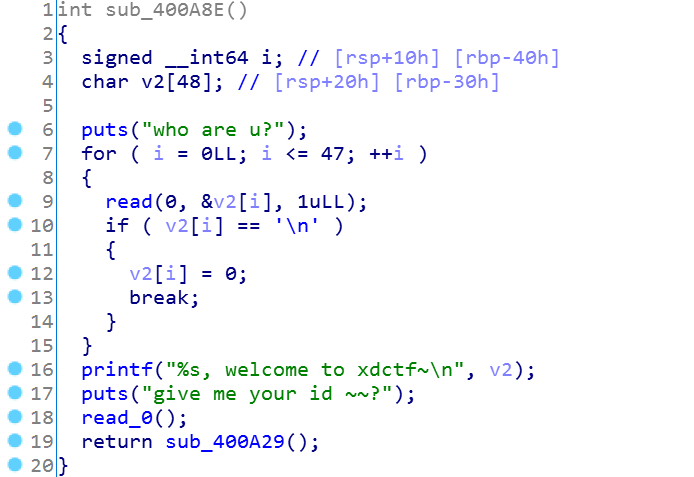 1 int sub_400A8E()
2 {
3   signed __int64 i; // [rsp+10h] [rbp-40h]
4   char v2[48]; // [rsp+20h] [rbp-30h]
5
6   puts("who are u?");
7   for ( i = 0LL; i <= 47; ++i )
8   {
9     read(0, &v2[i], 1uLL);
10     if ( v2[i] == '\n' )
11     {
12       v2[i] = 0;
13       break;
14     }
15   }
16   printf("%s, welcome to xdctf~\n", v2);
17   puts("give me your id ~~?");
18   read_0();
19   return sub_400A29();
20 }